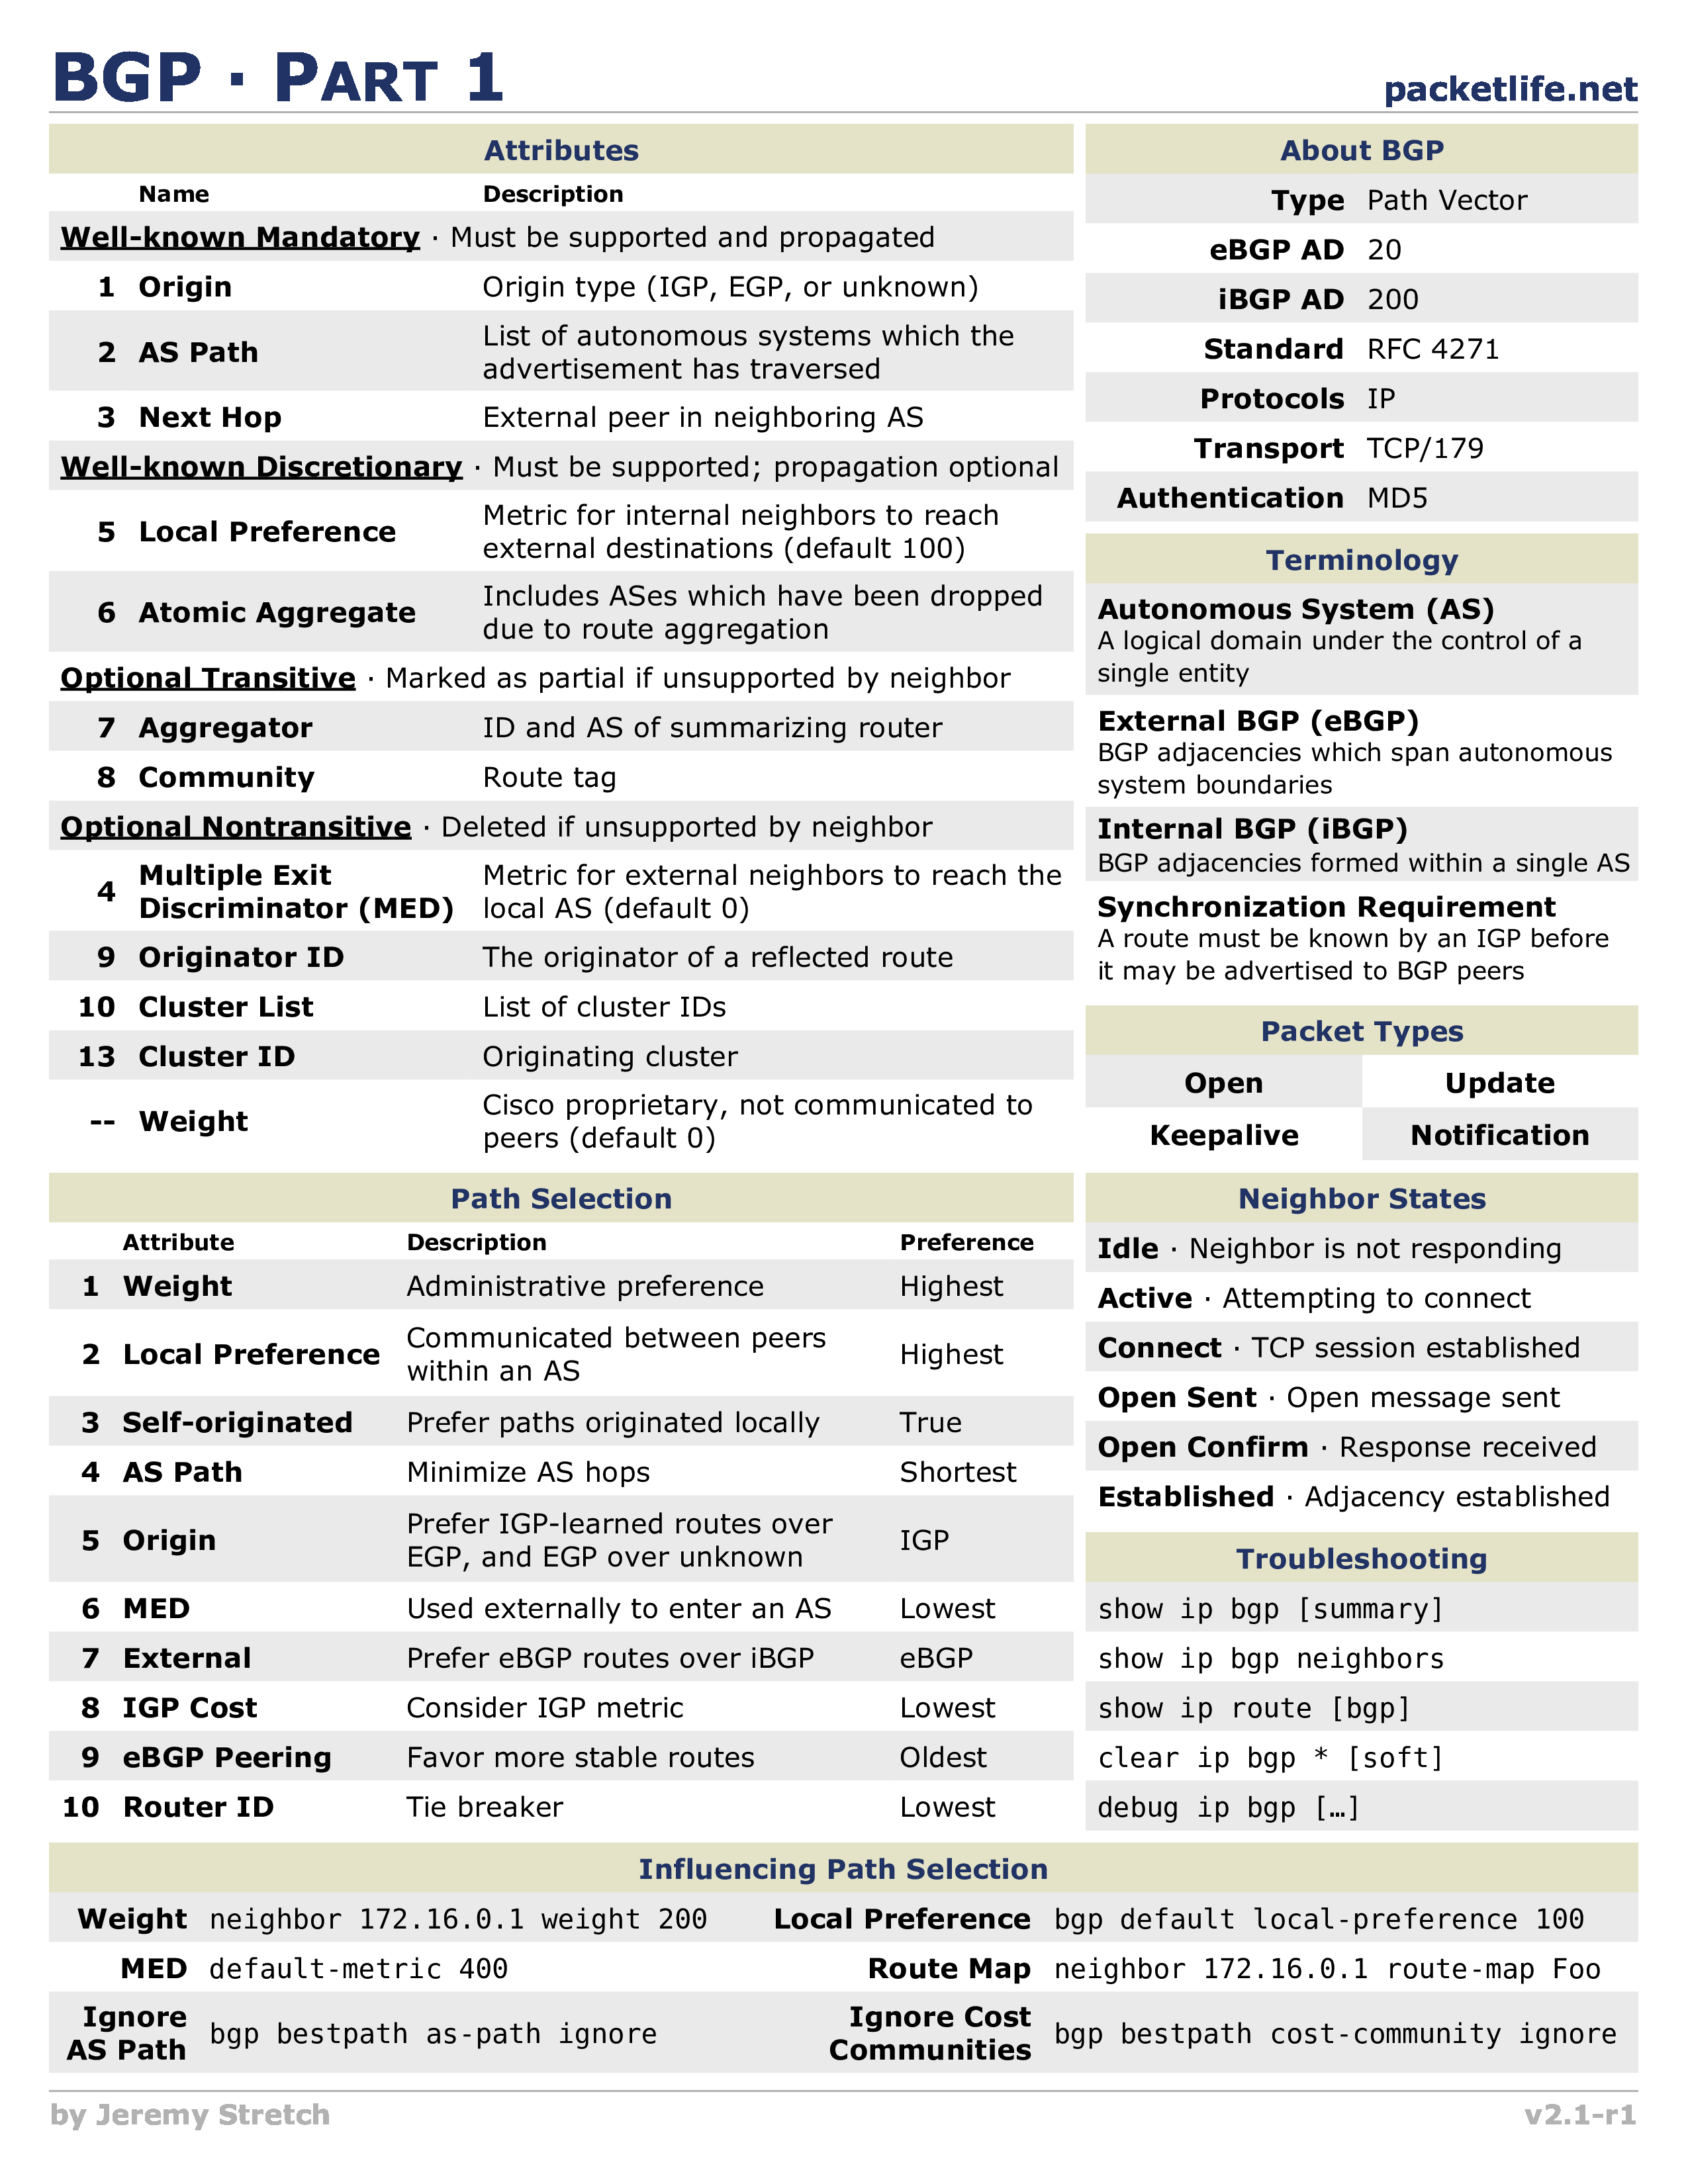 BGP · PART 1
packetlife.net
Attributes
Name Description
Well-known Mandatory · Must be supported and propagated
1 Origin Origin type (IGP, EGP, or unknown)
2 AS Path List of autonomous systems which the
advertisement has traversed
3 Next Hop External peer in neighboring AS
Well-known Discretionary · Must be supported; propagation optional
5 Local Preference Metric for internal neighbors to reach
external destinations (default 100)
6 Atomic Aggregate Includes ASes which have been dropped
due to route aggregation
Optional Transitive · Marked as partial if unsupported by neighbor
7 Aggregator ID and AS of summarizing router
8 Community Route tag
Optional Nontransitive · Deleted if unsupported by neighbor
4 Multiple Exit
Discriminator (MED) Metric for external neighbors to reach the
local AS (default 0)
9 Originator ID The originator of a reflected route
10 Cluster List List of cluster IDs
13 Cluster ID Originating cluster
-- Weight Cisco proprietary, not communicated to
peers (default 0)
About BGP
Type Path Vector
eBGP AD 20
iBGP AD 200
Standard RFC 4271
Protocols IP
Transport TCP/179
Authentication MD5
Terminology
Autonomous System (AS)
A logical domain under the control of a
single entity
External BGP (eBGP)
BGP adjacencies which span autonomous
system boundaries
Internal BGP (iBGP)
BGP adjacencies formed within a single AS
Synchronization Requirement
A route must be known by an IGP before
it may be advertised to BGP peers
Packet Types
Open Update
Keepalive Notification
Path Selection
Attribute Description Preference
1 Weight Administrative preference Highest
2 Local Preference Communicated between peers
within an AS Highest
3 Self-originated Prefer paths originated locally True
4 AS Path Minimize AS hops Shortest
5 Origin Prefer IGP-learned routes over
EGP, and EGP over unknown IGP
6 MED Used externally to enter an AS Lowest
7 External Prefer eBGP routes over iBGP eBGP
8 IGP Cost Consider IGP metric Lowest
9 eBGP Peering Favor more stable routes Oldest
10 Router ID Tie breaker Lowest
Neighbor States
Idle · Neighbor is not responding
Active · Attempting to connect
Connect · TCP session established
Open Sent · Open message sent
Open Confirm · Response received
Established · Adjacency established
Troubleshooting
show ip bgp [summary]
show ip bgp neighbors
show ip route [bgp]
clear ip bgp * [soft]
debug ip bgp […]
Influencing Path Selection
Weight neighbor 172.16.0.1 weight 200 Local Preference bgp default local-preference 100
MED default-metric 400 Route Map neighbor 172.16.0.1 route-map Foo
Ignore
AS Path bgp bestpath as-path ignore Ignore Cost
Communities bgp bestpath cost-community ignore
by Jeremy Stretch v2.1-r1